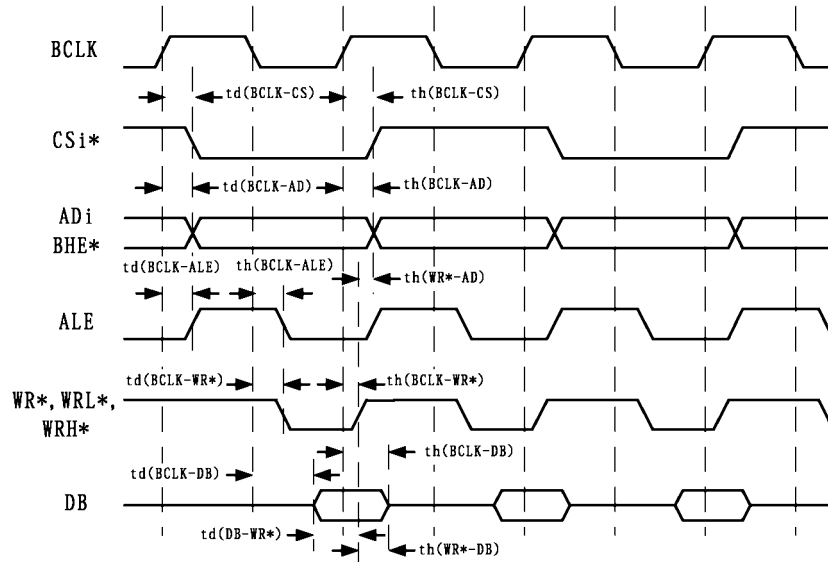 BCLK
td(BCLK-CS)
th(BCLK-CS)
CSi*
td(BCLK-AD)
th(BCLK-AD)
ADi
BHE*
td(BCLK-ALE)
th(BCLK-ALE)
th(WR*-AD)
ALE
td(BCLK-WR*)
th(BCLK-WR*)
WR*, WRL*,
WRH*
th(BCLK-DB)
td(BCLK-DB)
DB
td(DB-WR*)
th(WR*-DB)